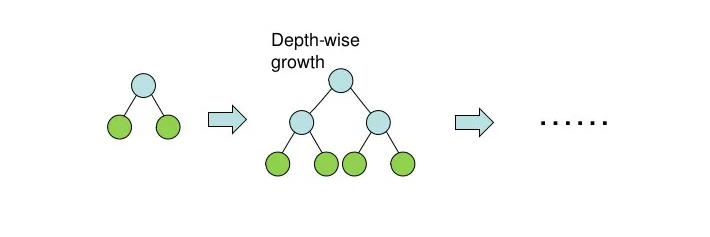 Depth-wise
growth
......